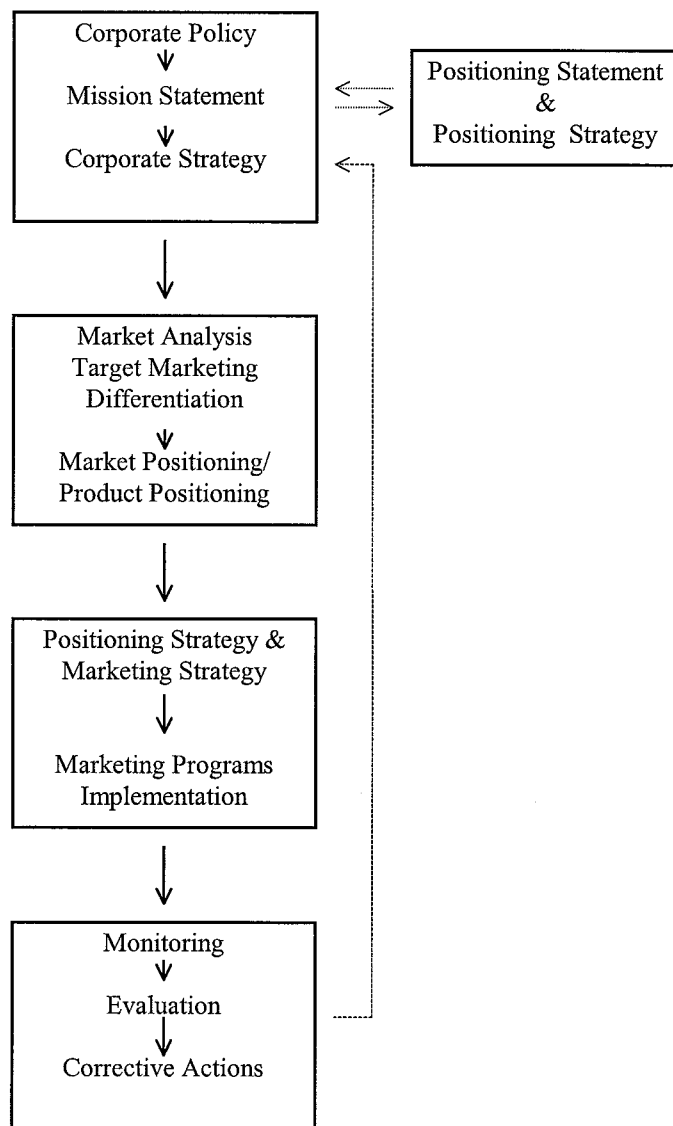 Corporate Policy
Mission Statement
Corporate Strategy
Positioning Statement
&
Positioning Strategy
Market Analysis
Target Marketing
Differentiation
Market Positioning/
Product Positioning
Positioning Strategy &
Marketing Strategy
Marketing Programs
Implementation
Monitoring
Evaluation
Corrective Actions